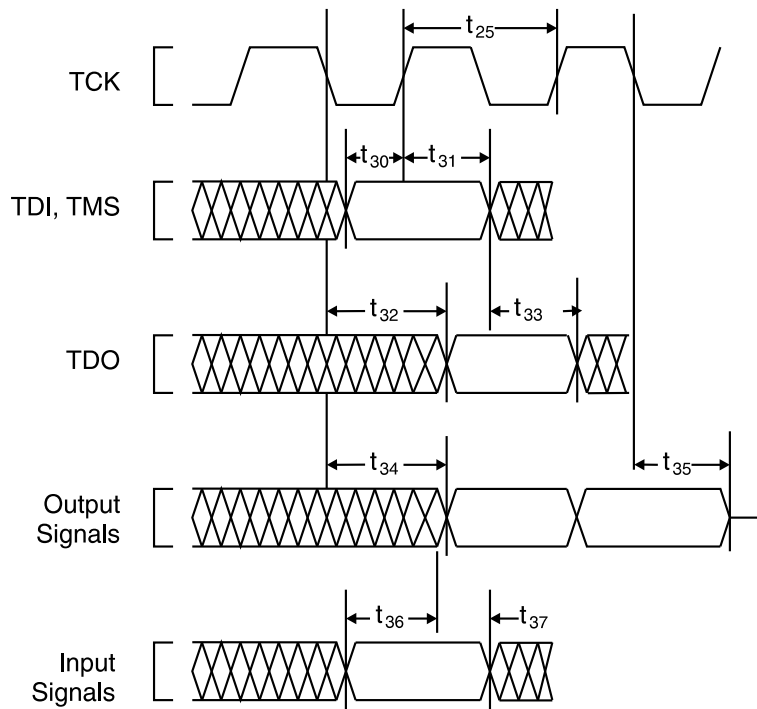 t25
TCK
t30
t31
TDI, TMS
t32
t33
TDO
t34
t35
Output
Signals
t36
t37
Input
Signals